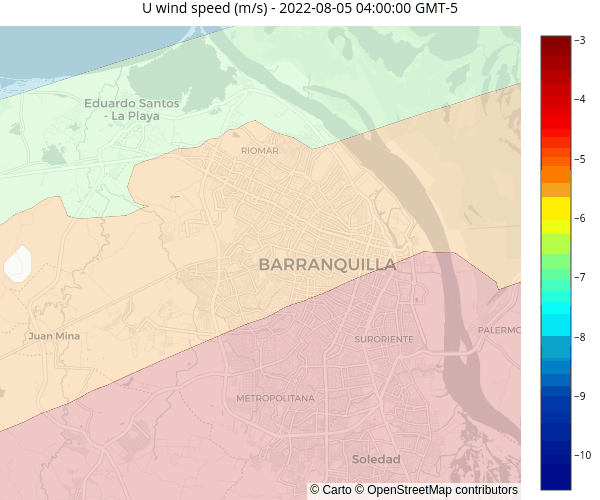 U wind speed (m/s) - 2022-08-05 04:00:00 GMT-5
Eduardo Santos
- La Playa
RIOMAR
BARRANQUILLA
Juan Mina
SURORIENTE
PALERMO
METROPOLITANA
Soledad
© Carto © OpenStreetMap contributors
−3
−4
−5
−6
−7
−8
−9
−10